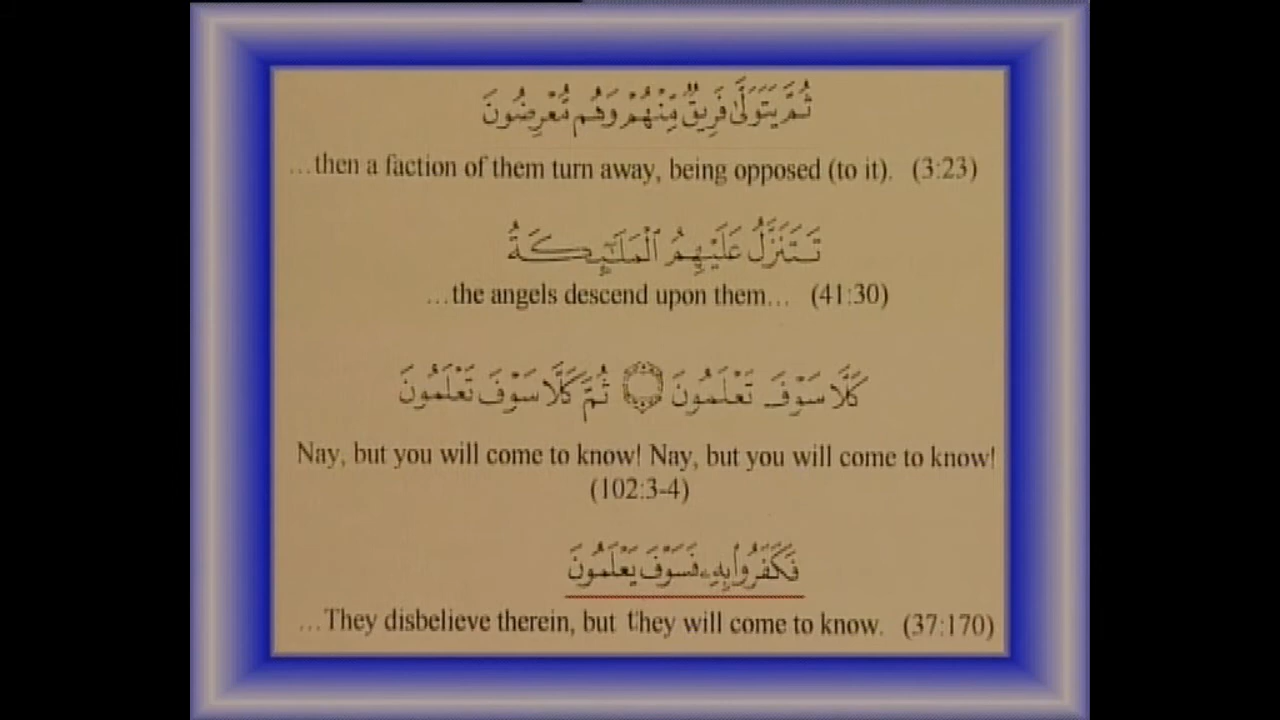 ثُمَّ يَتَوَلَّىٰ فَرِيقٌ مِّنْهُمْ وَهُم مُّعْرِضُونَ
...then a faction of them turn away, being opposed (to it). (3:23)
تَتَنَزَّلُ عَلَيْهِمُ ٱلْمَلَـٰٓئِكَةُ
...the angels descend upon them... (41:30)
كَلَّا سَوْفَ تَعْلَمُونَ ۝ ثُمَّ كَلَّا سَوْفَ تَعْلَمُونَ
Nay, but you will come to know! Nay, but you will come to know!
(102:3-4)
فَكَفَرُوا۟ بِهِۦ فَسَوْفَ يَعْلَمُونَ
...They disbelieve therein, but they will come to know. (37:170)